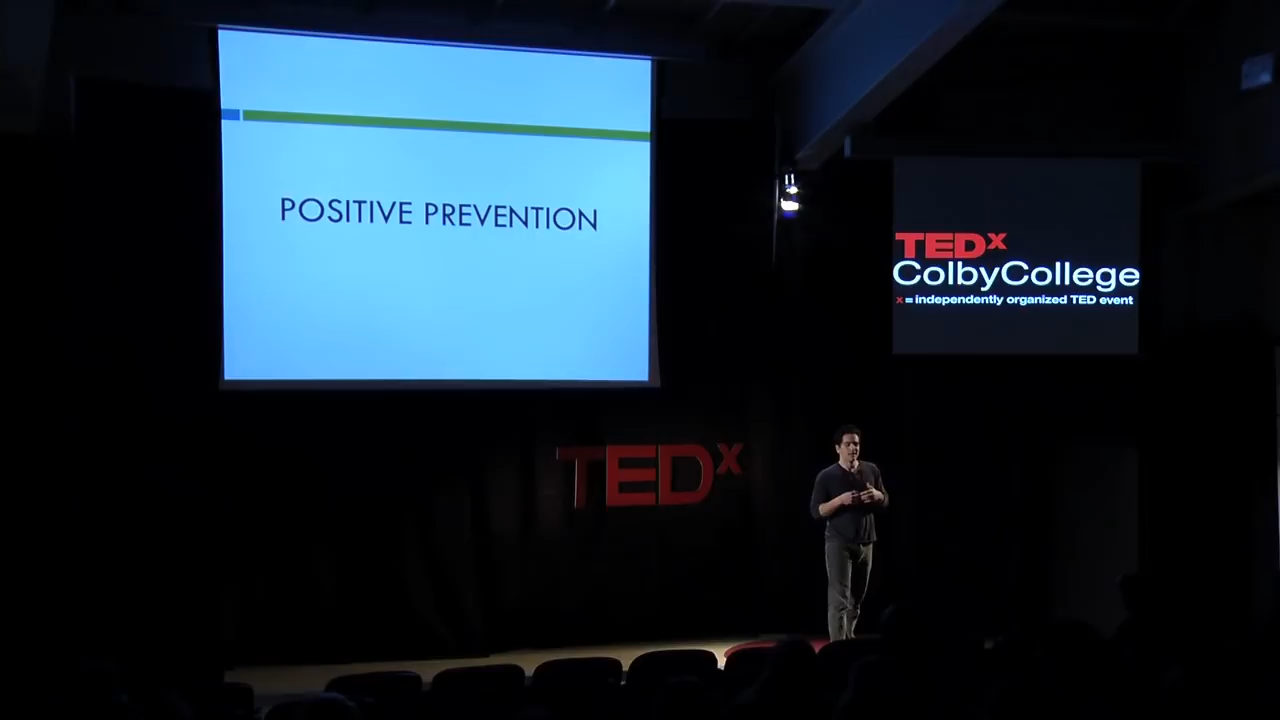 POSITIVE PREVENTION
TEDx
ColbyCollege
x = independently organized TED event
TEDx